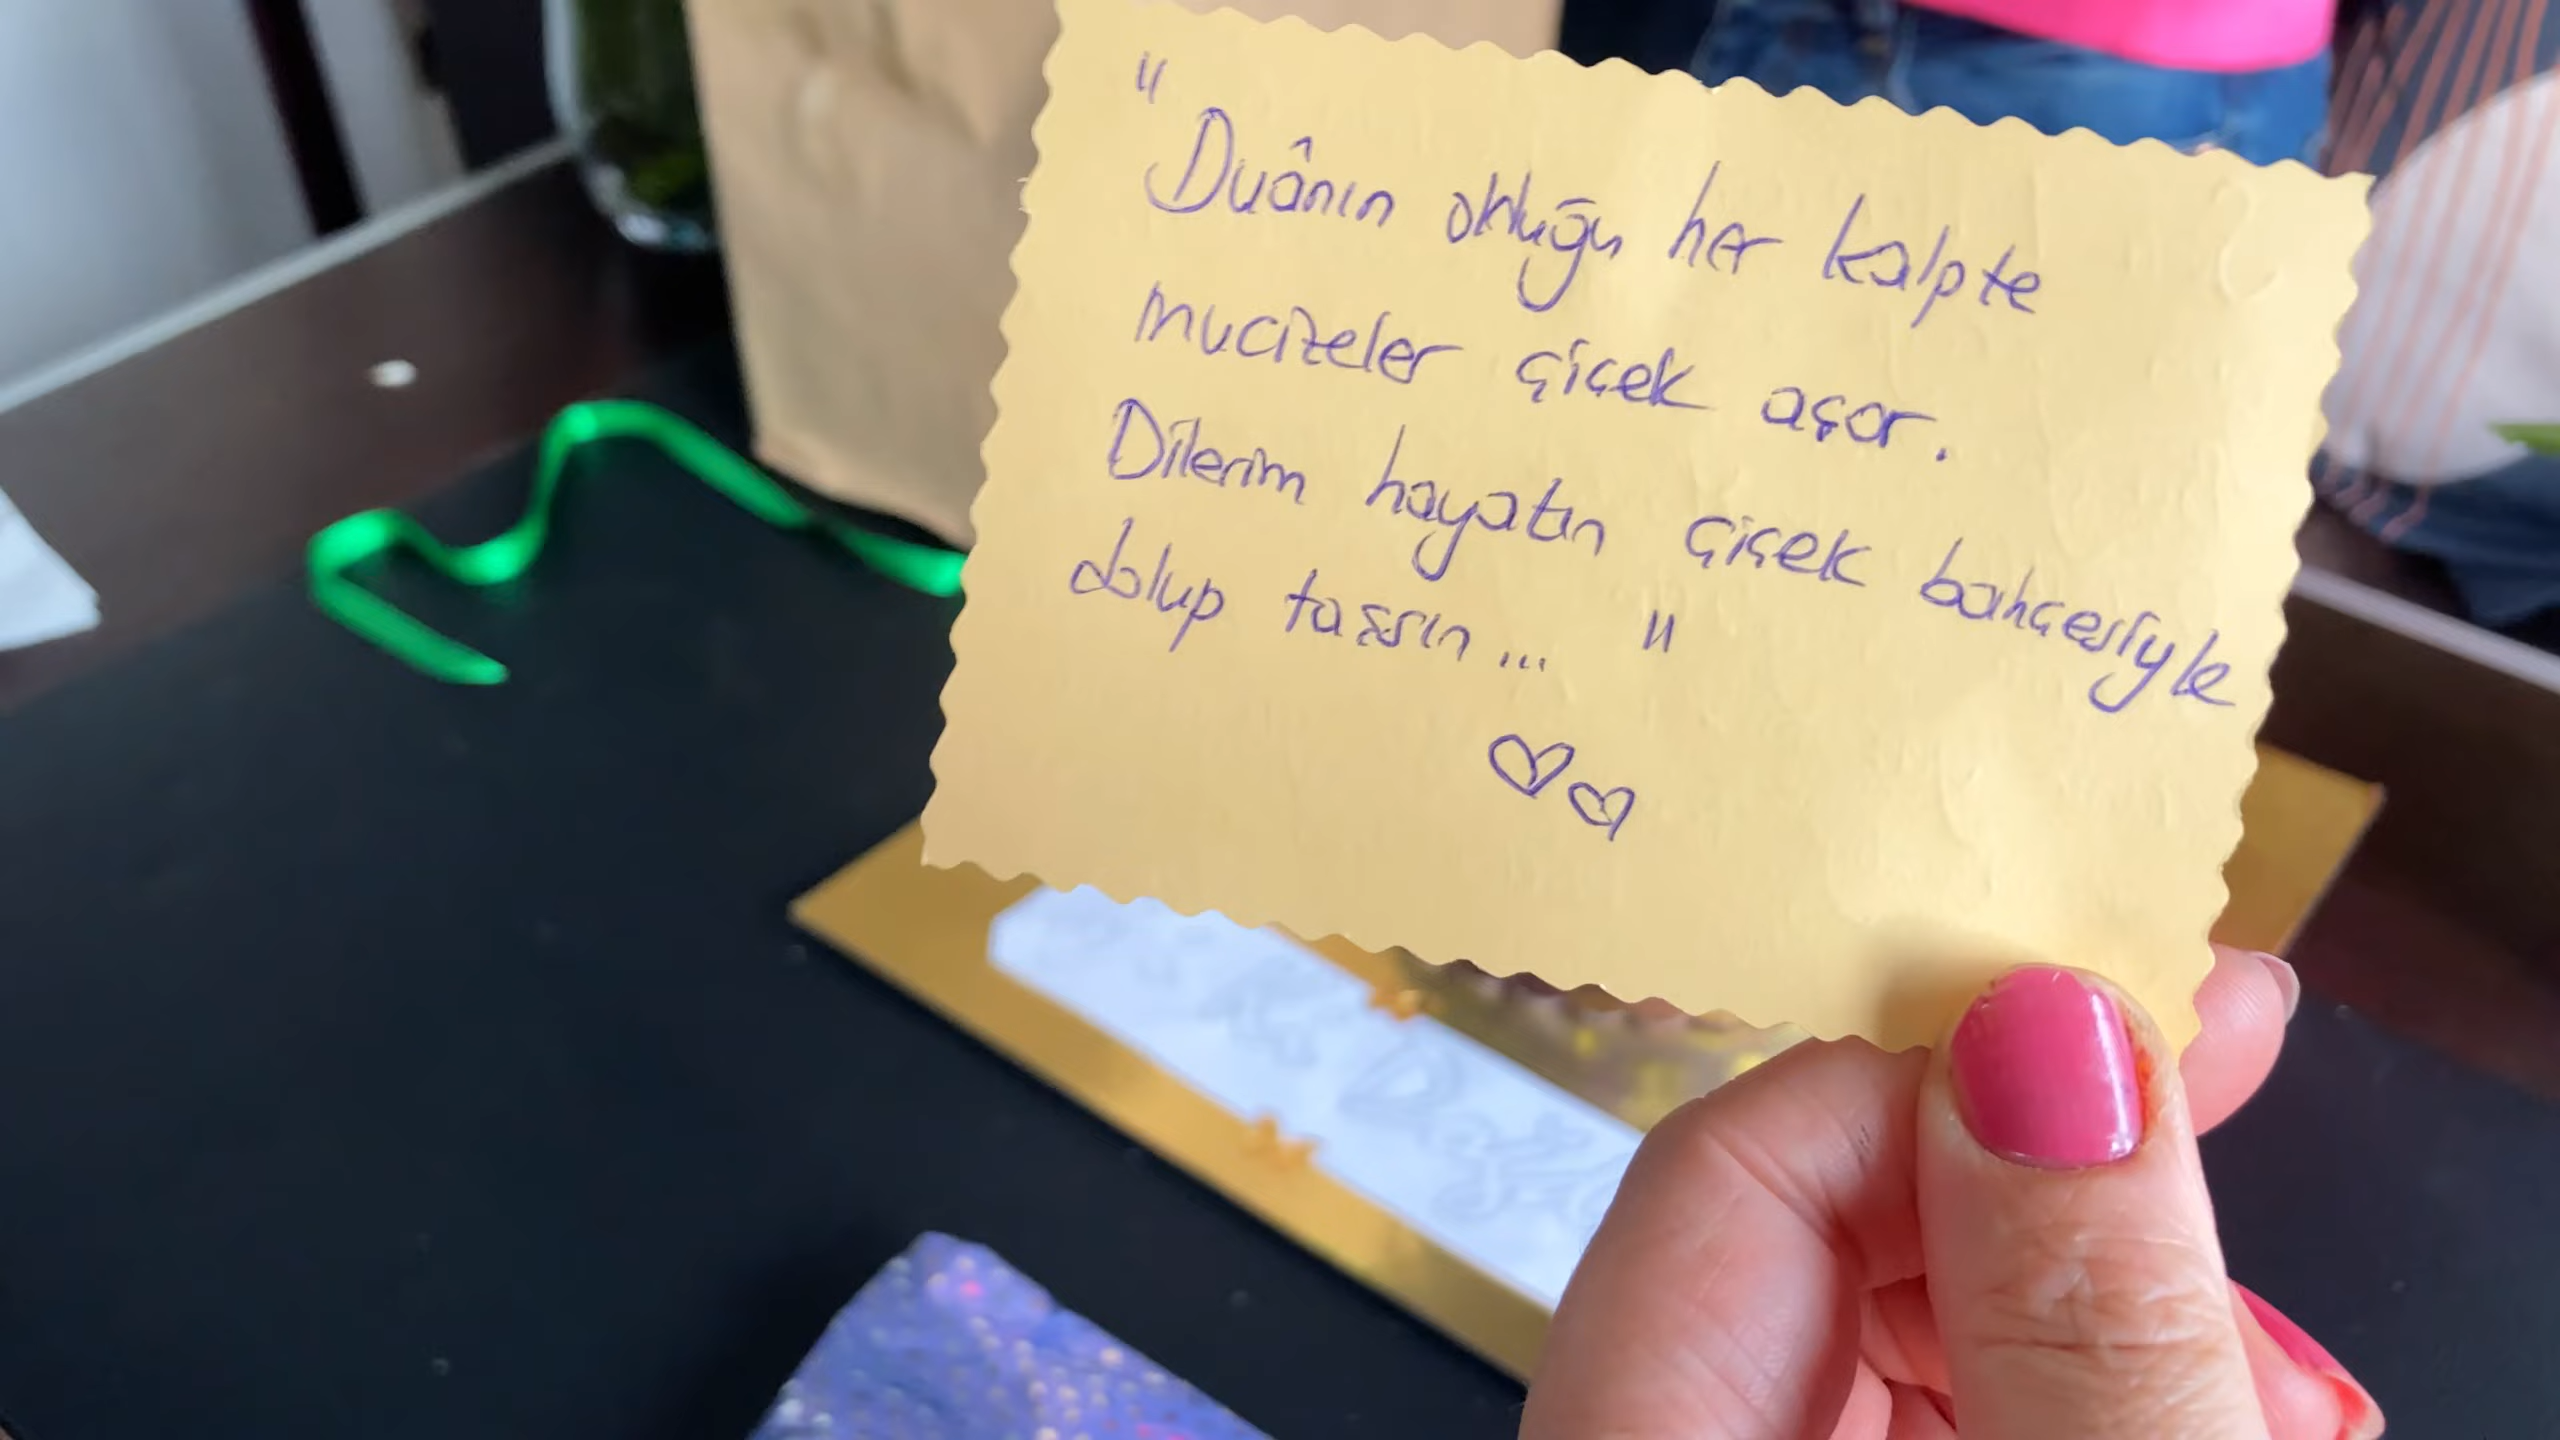 "Duânın olduğu her kalpte
mucizeler çiçek açar.
Dilerim hayatın çiçek bahçesiyle
dolup taşsın... "